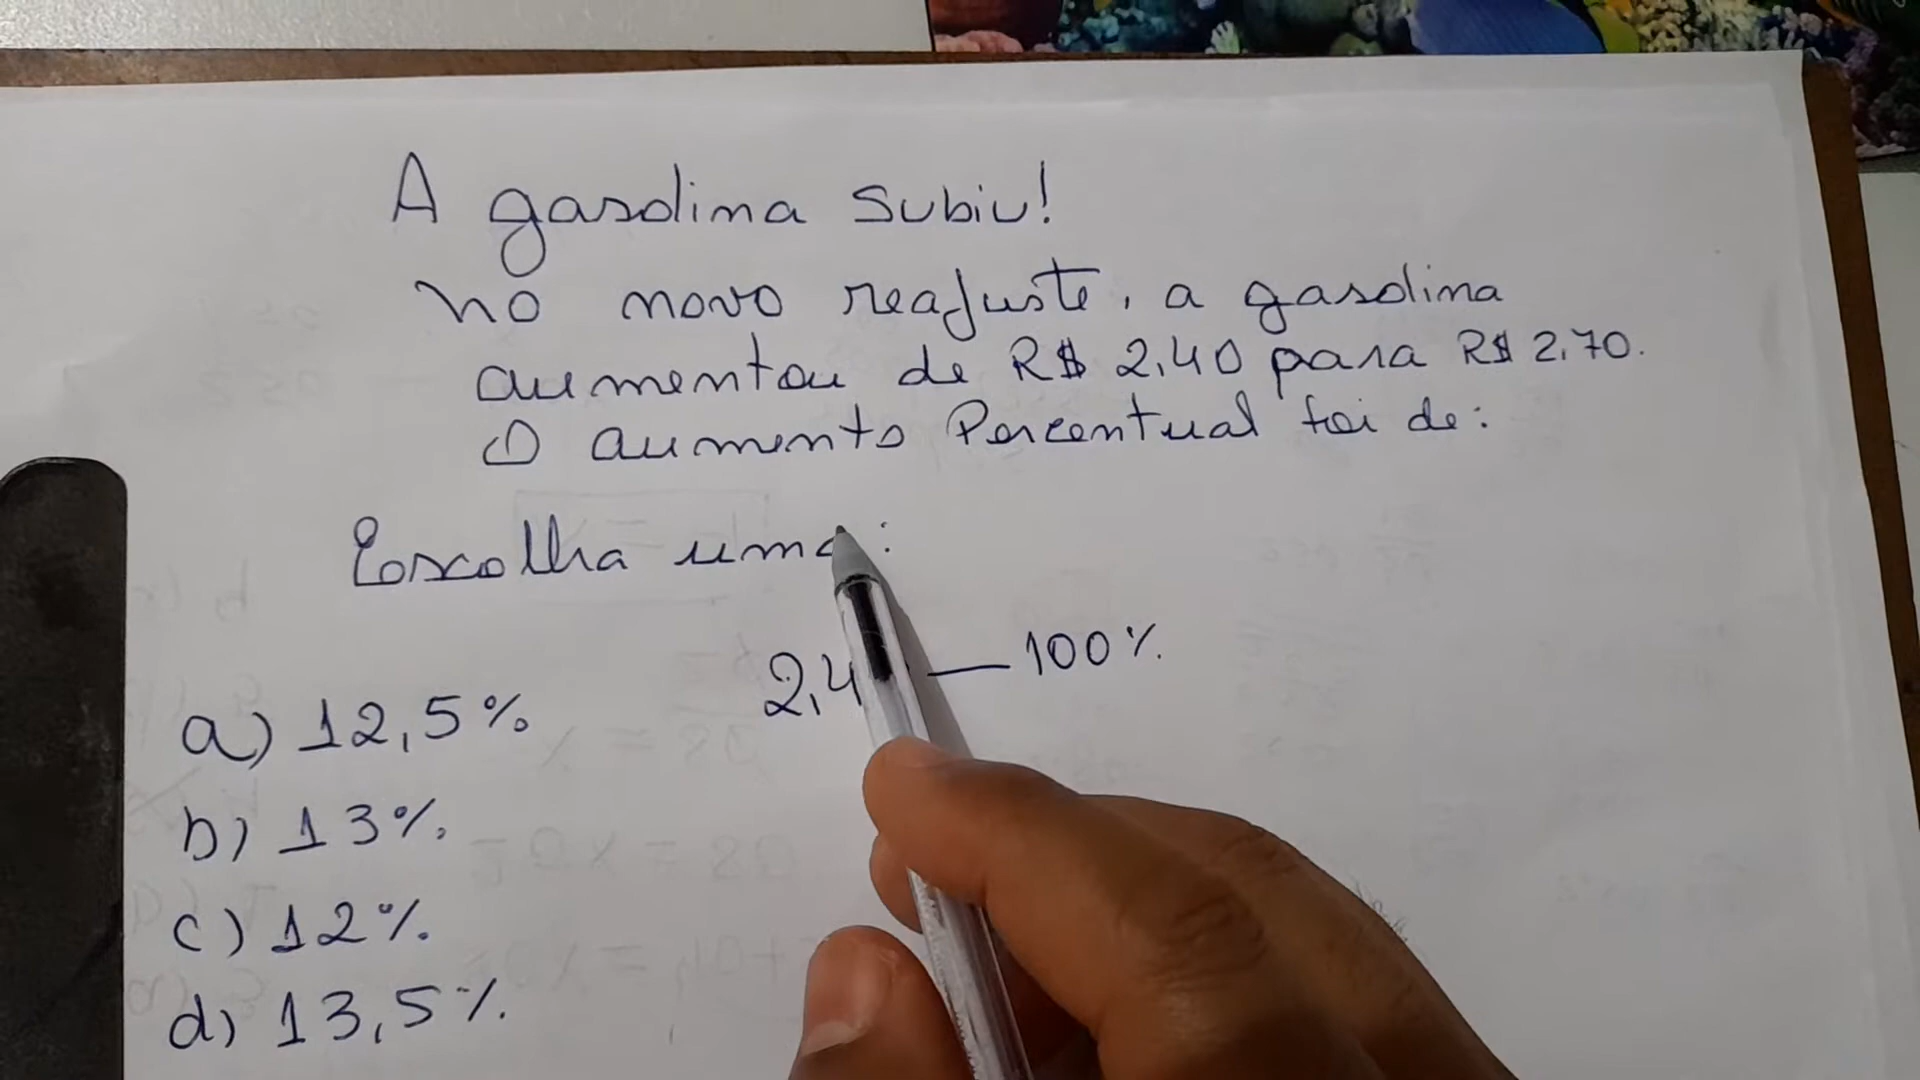 A gasolina subiu!
no novo reajuste, a gasolina
aumentou de R$ 2,40 para R$ 2,70.
O aumento Percentual foi de:
Escolha uma:
2,4 — 100%
a) 12,5%
b) 13%
c) 12%
d) 13,5%